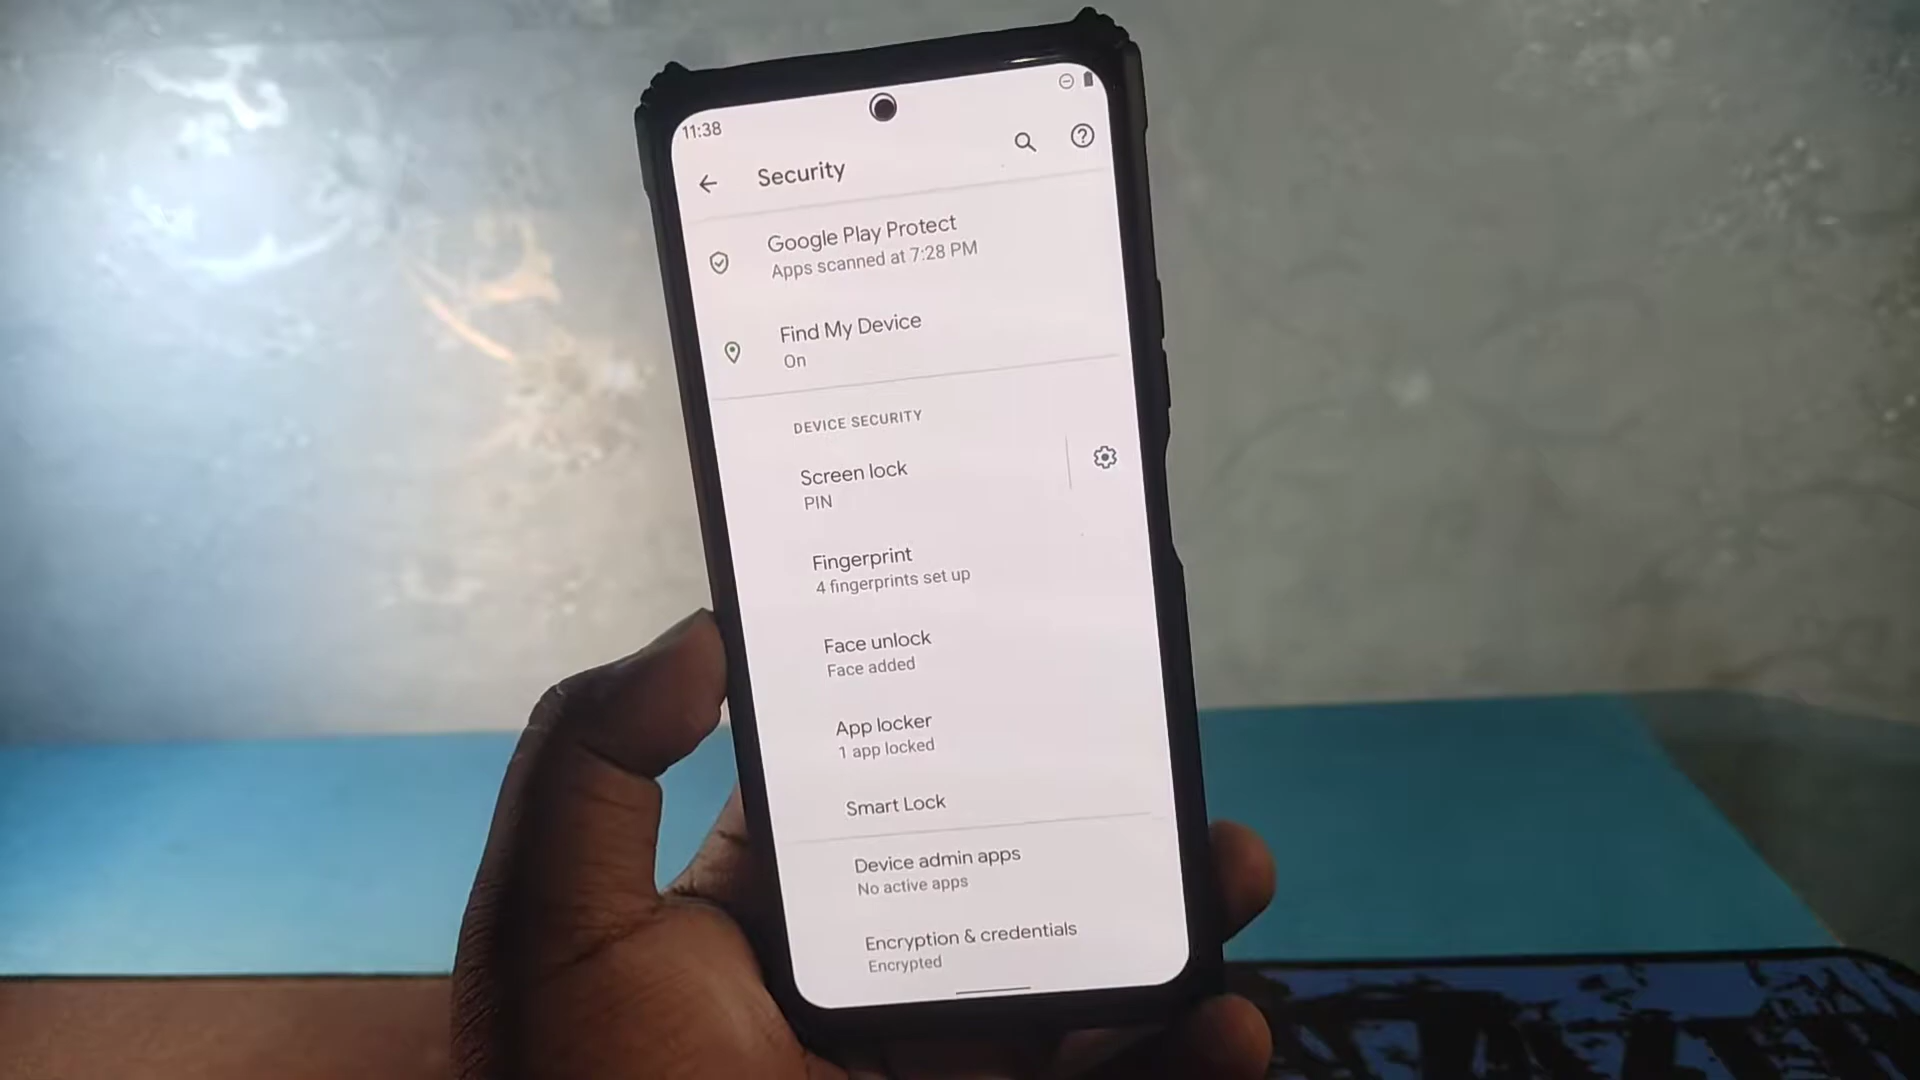 11:38
Security
Google Play Protect
Apps scanned at 7:28 PM
Find My Device
On
DEVICE SECURITY
Screen lock
PIN
Fingerprint
4 fingerprints set up
Face unlock
Face added
App locker
1 app locked
Smart Lock
Device admin apps
No active apps
Encryption & credentials
Encrypted